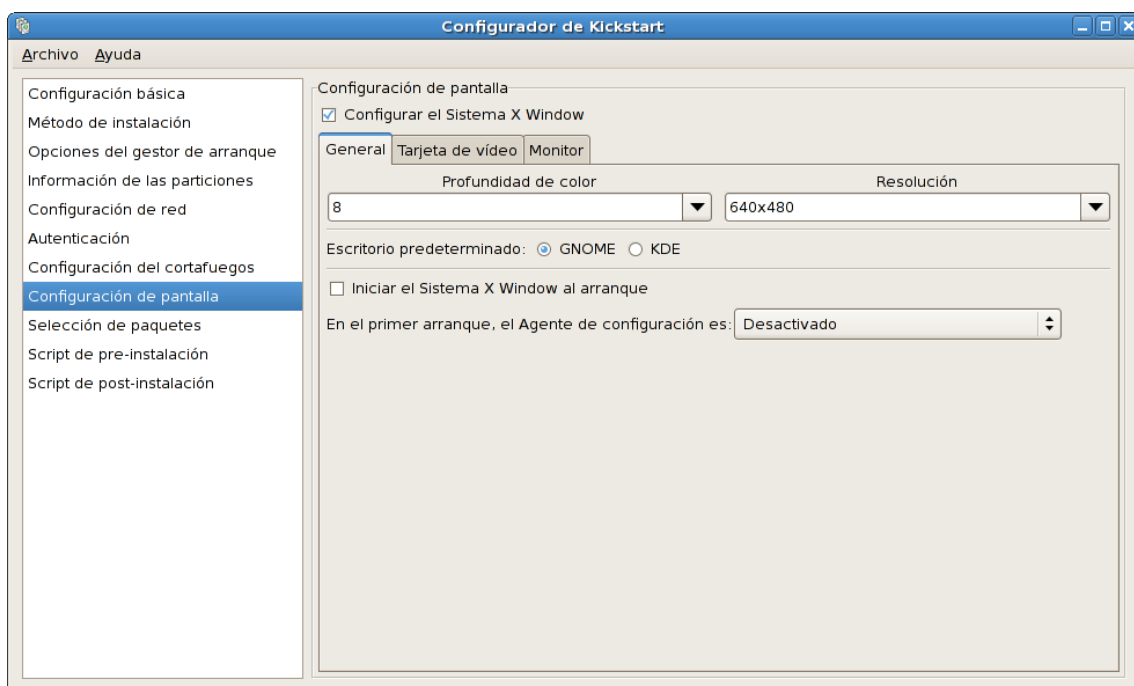 Configurador de Kickstart
Archivo Ayuda
Configuración básica
Método de instalación
Opciones del gestor de arranque
Información de las particiones
Configuración de red
Autenticación
Configuración del cortafuegos
Configuración de pantalla
Selección de paquetes
Script de pre-instalación
Script de post-instalación
Configuración de pantalla
Configurar el Sistema X Window
General Tarjeta de vídeo Monitor
Profundidad de color Resolución
8 640x480
Escritorio predeterminado: GNOME KDE
Iniciar el Sistema X Window al arranque
En el primer arranque, el Agente de configuración es: Desactivado